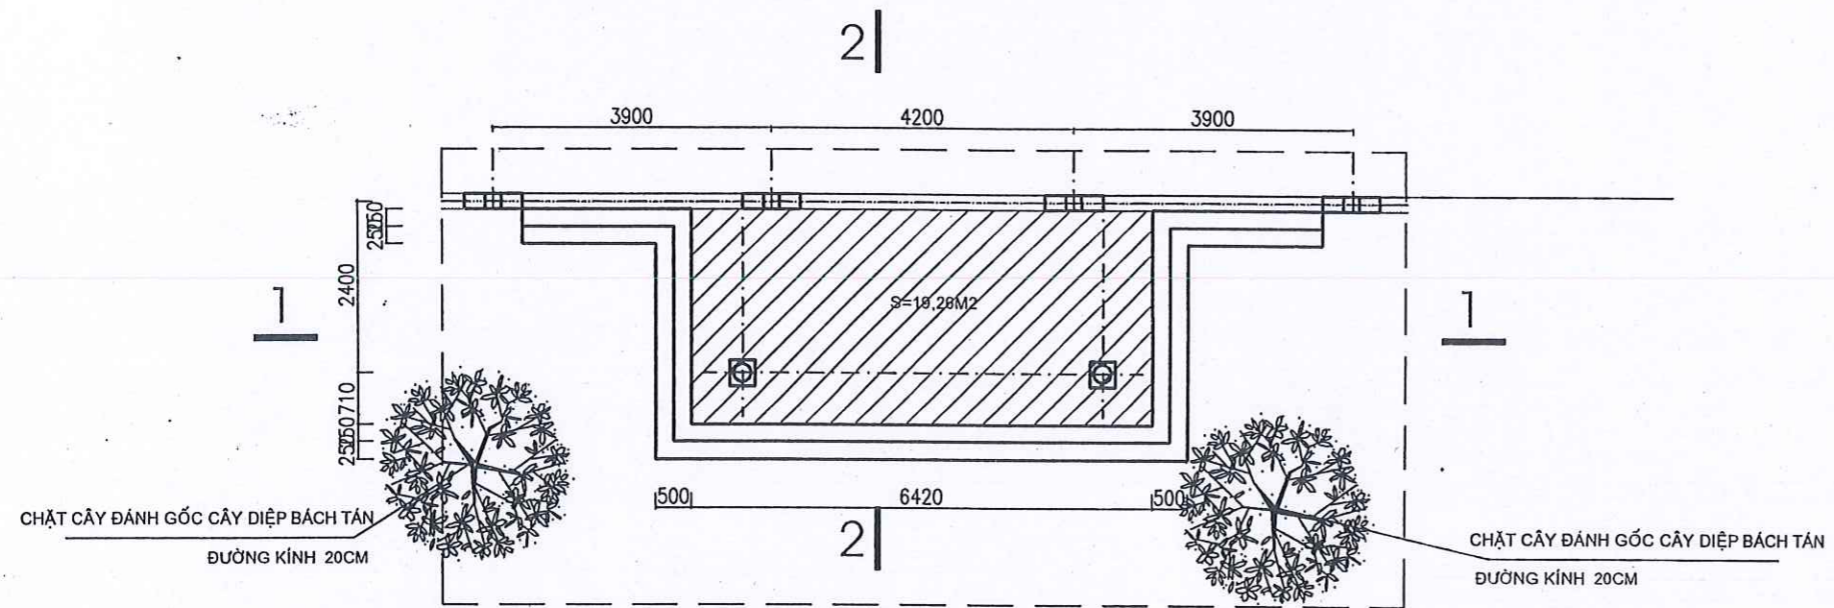 2
3900 4200 3900
250
250
2400
S=19,26M2
1
1
710
250
250
500 6420 500
CHẶT CÂY ĐÁNH GỐC CÂY DIỆP BÁCH TÁN
ĐƯỜNG KÍNH 20CM
2
CHẶT CÂY ĐÁNH GỐC CÂY DIỆP BÁCH TÁN
ĐƯỜNG KÍNH 20CM